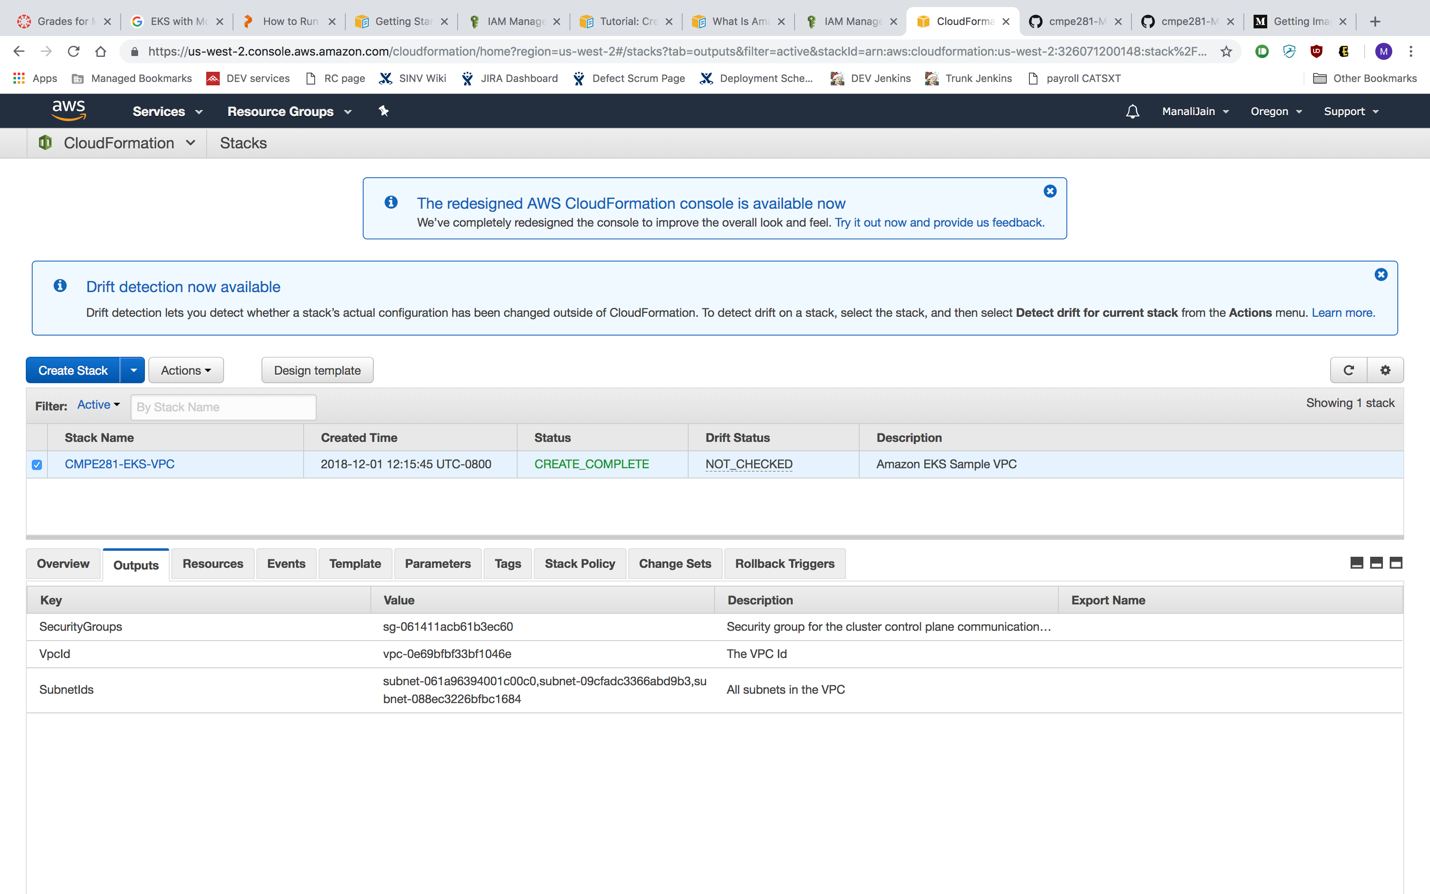 Grades for M
EKS with Mo
How to Run
Getting Star
IAM Manage
Tutorial: Cre
What Is Ama
IAM Manage
CloudForma
cmpe281-M
cmpe281-M
Getting Ima
https://us-west-2.console.aws.amazon.com/cloudformation/home?region=us-west-2#/stacks?tab=outputs&filter=active&stackId=arn:aws:cloudformation:us-west-2:326071200148:stack%2F...
M
Apps
Managed Bookmarks
DEV services
RC page
SINV Wiki
JIRA Dashboard
Defect Scrum Page
Deployment Sche...
DEV Jenkins
Trunk Jenkins
payroll CATSXT
Other Bookmarks
aws
Services
Resource Groups
ManaliJain
Oregon
Support
CloudFormation
Stacks
The redesigned AWS CloudFormation console is available now
We've completely redesigned the console to improve the overall look and feel. Try it out now and provide us feedback.
Drift detection now available
Drift detection lets you detect whether a stack's actual configuration has been changed outside of CloudFormation. To detect drift on a stack, select the stack, and then select Detect drift for current stack from the Actions menu. Learn more.
Create Stack
Actions
Design template
Filter: Active
By Stack Name
Showing 1 stack
Stack Name
Created Time
Status
Drift Status
Description
CMPE281-EKS-VPC
2018-12-01 12:15:45 UTC-0800
CREATE_COMPLETE
NOT_CHECKED
Amazon EKS Sample VPC
Overview
Outputs
Resources
Events
Template
Parameters
Tags
Stack Policy
Change Sets
Rollback Triggers
Key
Value
Description
Export Name
SecurityGroups
sg-061411acb61b3ec60
Security group for the cluster control plane communication...
VpcId
vpc-0e69bfbf33bf1046e
The VPC Id
SubnetIds
subnet-061a96394001c00c0,subnet-09cfadc3366abd9b3,su
bnet-088ec3226bfbc1684
All subnets in the VPC